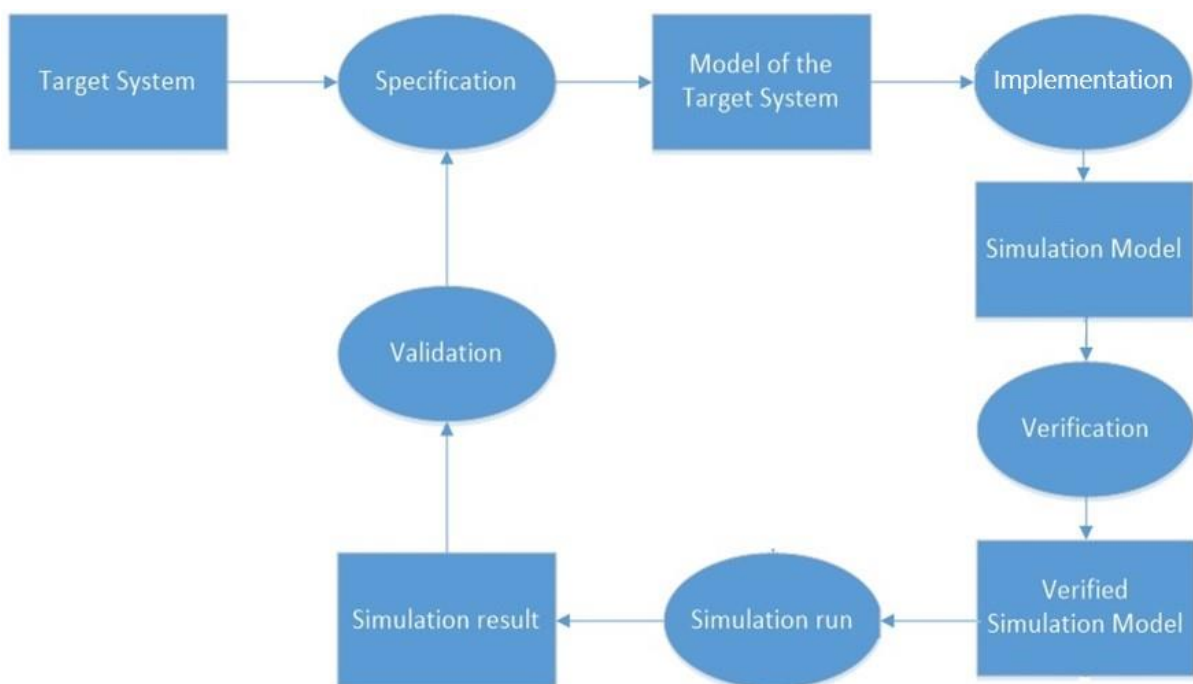 Target System
Specification
Model of the
Target System
Implementation
Simulation Model
Verification
Verified
Simulation Model
Simulation run
Simulation result
Validation